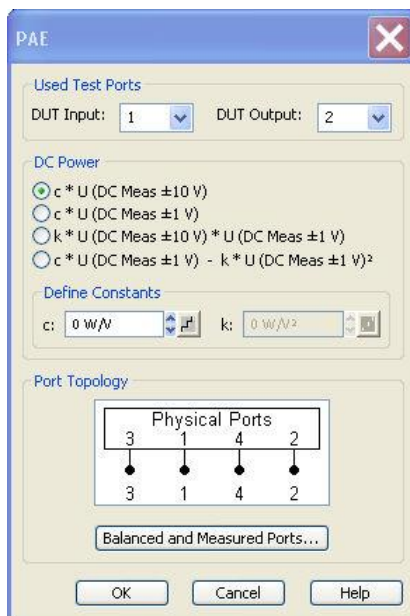 PAE
Used Test Ports
DUT Input: 1 DUT Output: 2
DC Power
c * U (DC Meas ±10 V)
c * U (DC Meas ±1 V)
k * U (DC Meas ±10 V) * U (DC Meas ±1 V)
c * U (DC Meas ±1 V) - k * U (DC Meas ±1 V)²
Define Constants
c: 0 W/V k: 0 W/V²
Port Topology
Physical Ports
3 1 4 2
3 1 4 2
Balanced and Measured Ports...
OK Cancel Help